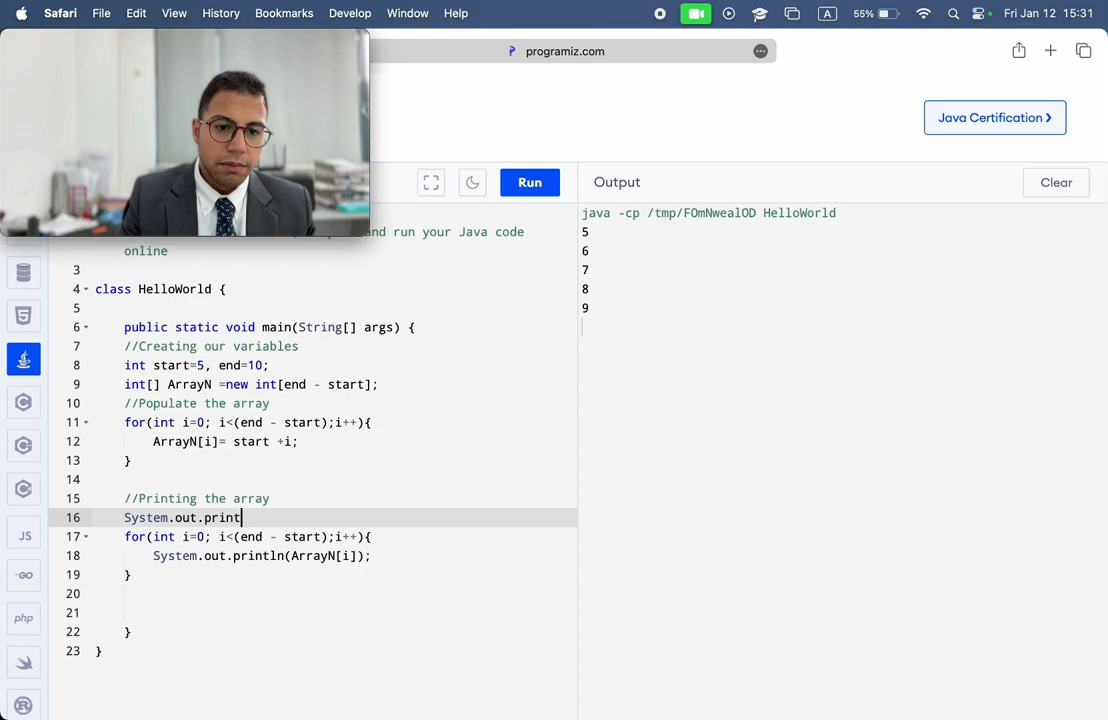 Safari File Edit View History Bookmarks Develop Window Help A 55% Fri Jan 12 15:31
programiz.com
Java Certification ❯
Run
Output
Clear
and run your Java code
online
3
4 class HelloWorld {
5
6 public static void main(String[] args) {
7 //Creating our variables
8 int start=5, end=10;
9 int[] ArrayN =new int[end - start];
10 //Populate the array
11 for(int i=0; i<(end - start);i++){
12 ArrayN[i]= start +i;
13 }
14
15 //Printing the array
16 System.out.print
17 for(int i=0; i<(end - start);i++){
18 System.out.println(ArrayN[i]);
19 }
20
21
22 }
23 }
java -cp /tmp/FOmNwealOD HelloWorld
5
6
7
8
9
JS
GO
php